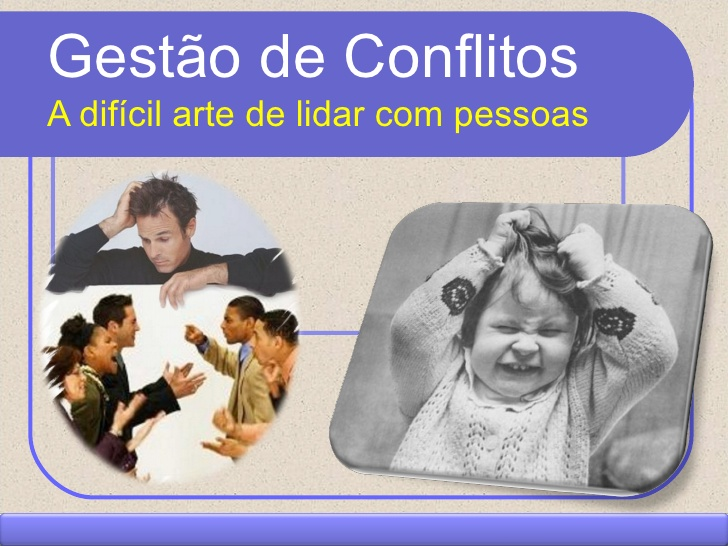 Gestão de Conflitos
A difícil arte de lidar com pessoas